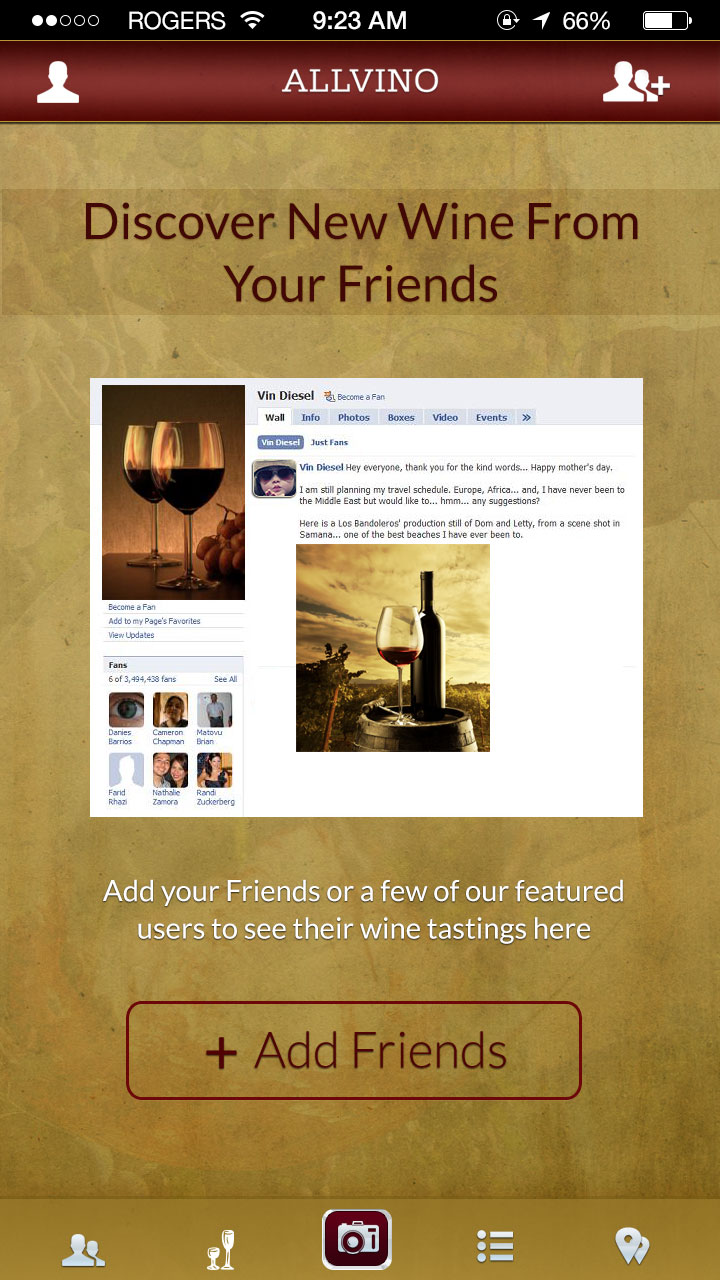 ROGERS 9:23 AM 66%
ALLVINO
Discover New Wine From
Your Friends
Vin Diesel Become a Fan
Wall Info Photos Boxes Video Events »
Vin Diesel Just Fans
Vin Diesel Hey everyone, thank you for the kind words... Happy mother's day.
I am still planning my travel schedule. Europe, Africa... and, I have never been to
the Middle East but would like to... hmm... any suggestions?
Here is a Los Bandoleros' production still of Dom and Letty, from a scene shot in
Samana... one of the best beaches I have ever been to.
Become a Fan
Add to my Page's Favorites
View Updates
Fans
6 of 3,494,438 fans See All
Danies Cameron Matovu
Barrios Chapman Brian
Farid Nathalie Randi
Rhazi Zamora Zuckerberg
Add your Friends or a few of our featured
users to see their wine tastings here
+ Add Friends